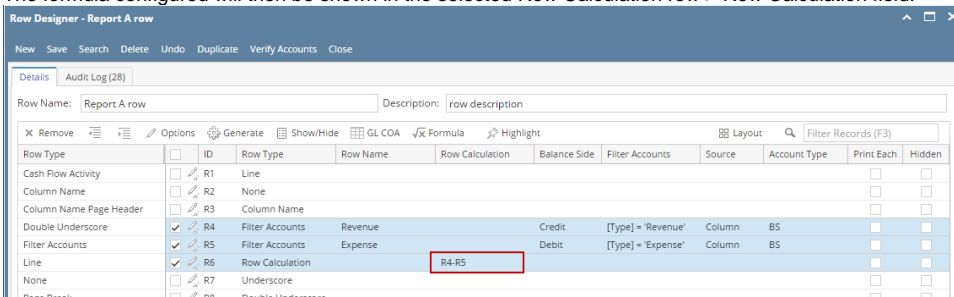 The formula configured will then be shown in the selected Row Calculation row > Row Calculation field.
Row Designer - Report A row
New Save Search Delete Undo Duplicate Verify Accounts Close
Details Audit Log (28)
Row Name: Report A row Description: row description
Remove Options Generate Show/Hide GL COA Formula Highlight Layout Filter Records (F3)
Row Type ID Row Type Row Name Row Calculation Balance Side Filter Accounts Source Account Type Print Each Hidden
Cash Flow Activity R1 Line
Column Name R2 None
Column Name Page Header R3 Column Name
Double Underscore R4 Filter Accounts Revenue Credit [Type] = 'Revenue' Column BS
Filter Accounts R5 Filter Accounts Expense Debit [Type] = 'Expense' Column BS
Line R6 Row Calculation R4-R5
None R7 Underscore
Page Break R8 Double Underscore